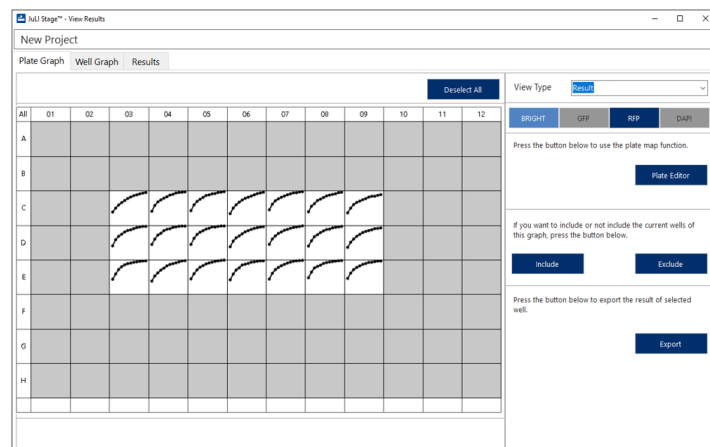 JuLI Stage™ - View Results
New Project
Plate Graph Well Graph Results
Deselect All
View Type Result
All 01 02 03 04 05 06 07 08 09 10 11 12
BRIGHT GFP RFP DAPI
A
Press the button below to use the plate map function.
B
Plate Editor
C
If you want to include or not include the current wells of
this graph, press the button below.
D
Include Exclude
E
Press the button below to export the result of selected
well.
F
G
Export
H